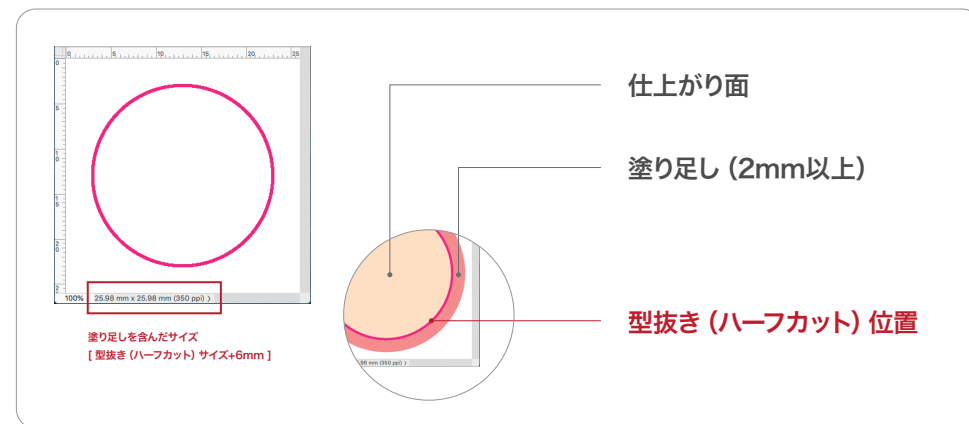 0 5 10 15 20 25
0
5
10
15
20
2
仕上がり面
塗り足し（2mm以上）
型抜き（ハーフカット）位置
100% 25.98 mm x 25.98 mm (350 ppi) 〉
塗り足しを含んだサイズ
[ 型抜き（ハーフカット）サイズ+6mm ]
98 mm (350 ppi) 〉